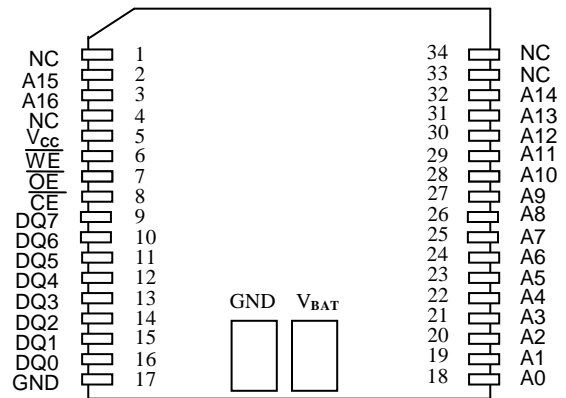 NC 1 34 NC
A15 2 33 NC
A16 3 32 A14
NC 4 31 A13
Vcc 5 30 A12
W̅E̅ 6 29 A11
O̅E̅ 7 28 A10
C̅E̅ 8 27 A9
DQ7 9 26 A8
DQ6 10 25 A7
DQ5 11 24 A6
DQ4 12 23 A5
DQ3 13 22 A4
DQ2 14 21 A3
DQ1 15 20 A2
DQ0 16 19 A1
GND 17 18 A0
GND VBAT